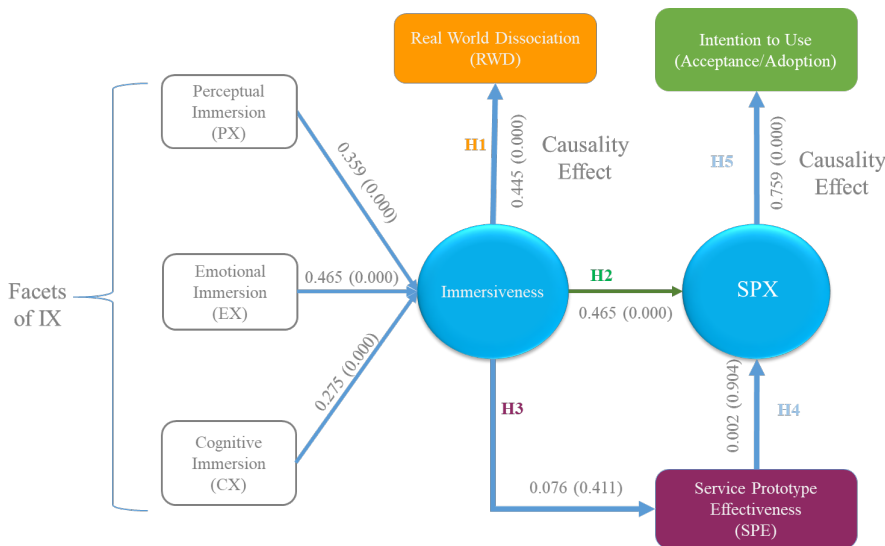 Real World Dissociation
(RWD)
Intention to Use
(Acceptance/Adoption)
Perceptual
Immersion
(PX)
0.359 (0.000)
H1
0.445 (0.000)
Causality
Effect
H5
0.759 (0.000)
Causality
Effect
Facets
of IX
Emotional
Immersion
(EX)
0.465 (0.000)
Immersiveness
H2
0.465 (0.000)
SPX
0.275 (0.000)
H3
0.002 (0.904)
H4
Cognitive
Immersion
(CX)
0.076 (0.411)
Service Prototype
Effectiveness
(SPE)